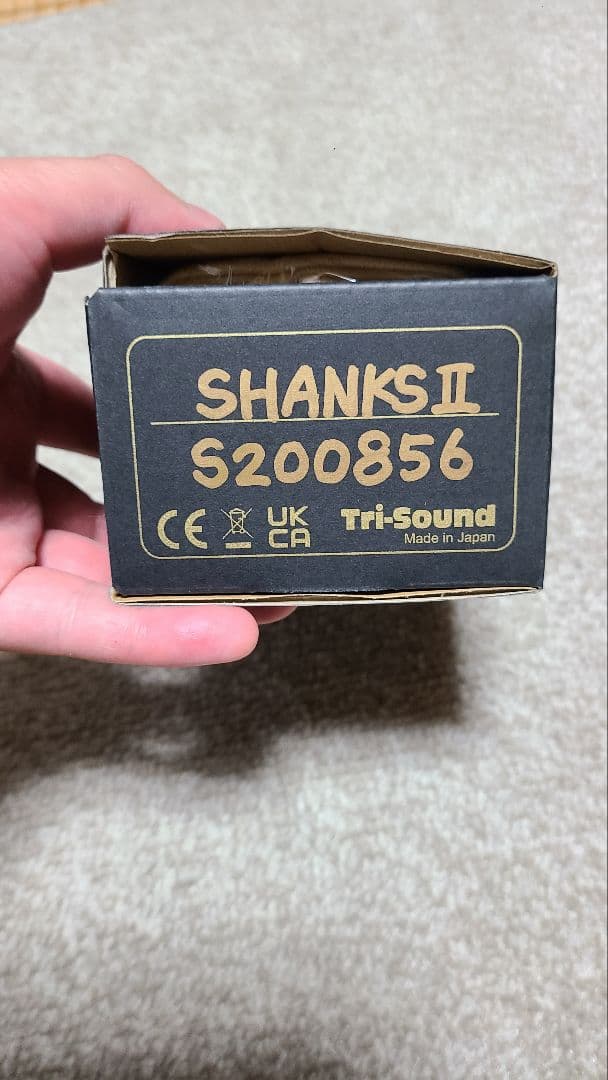 SHANKS II
S200856
CE UK CA Tri-Sound
Made in Japan